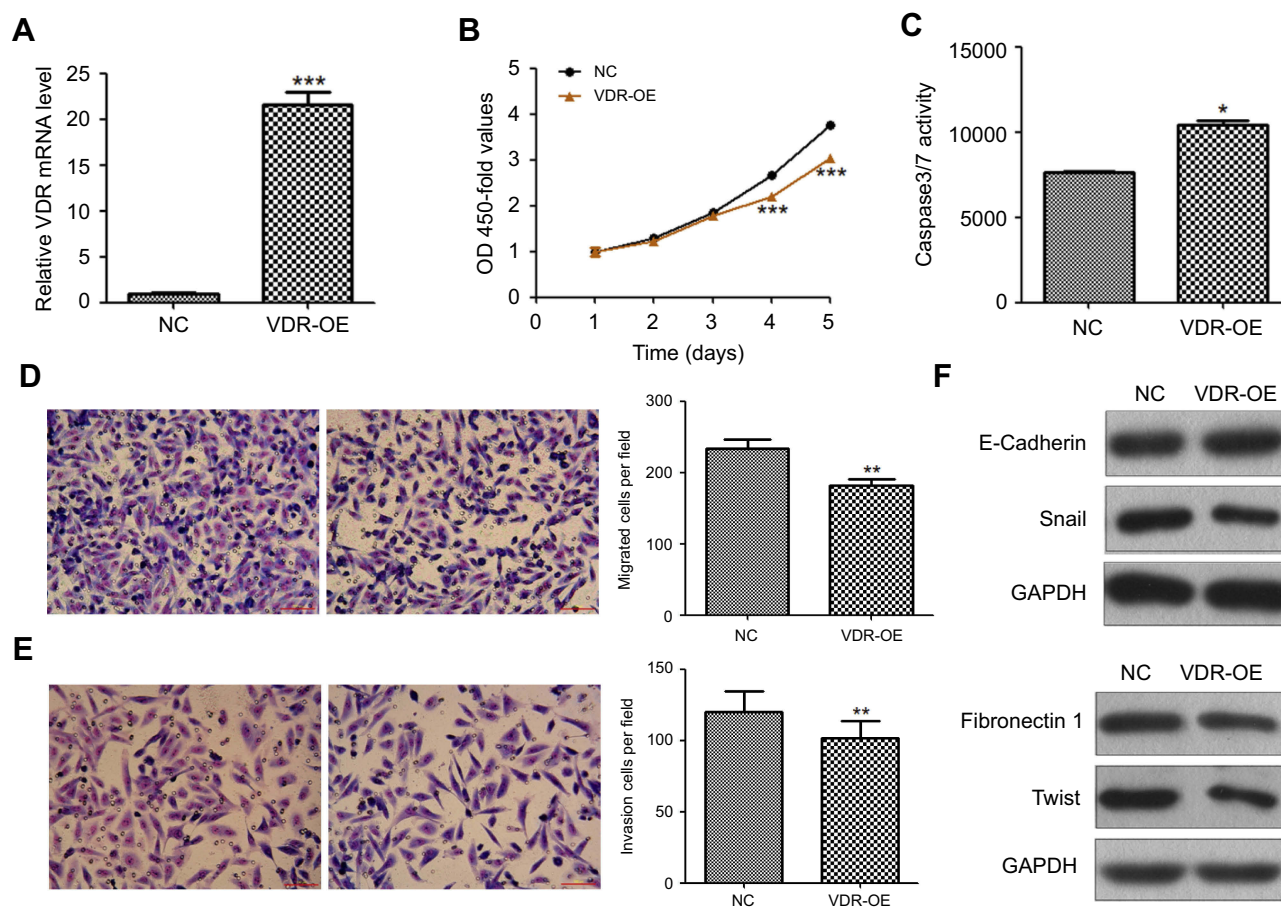 A
Relative VDR mRNA level
25
20
15
10
5
0
***
NC
VDR-OE
B
OD 450-fold values
5
4
3
2
1
0
NC
VDR-OE
***
***
0
1
2
3
4
5
Time (days)
C
Caspase3/7 activity
15000
10000
5000
0
*
NC
VDR-OE
D
Migrated cells per field
300
200
100
0
**
NC
VDR-OE
E
Invasion cells per field
150
100
50
0
**
NC
VDR-OE
F
NC VDR-OE
E-Cadherin
Snail
GAPDH
NC VDR-OE
Fibronectin 1
Twist
GAPDH